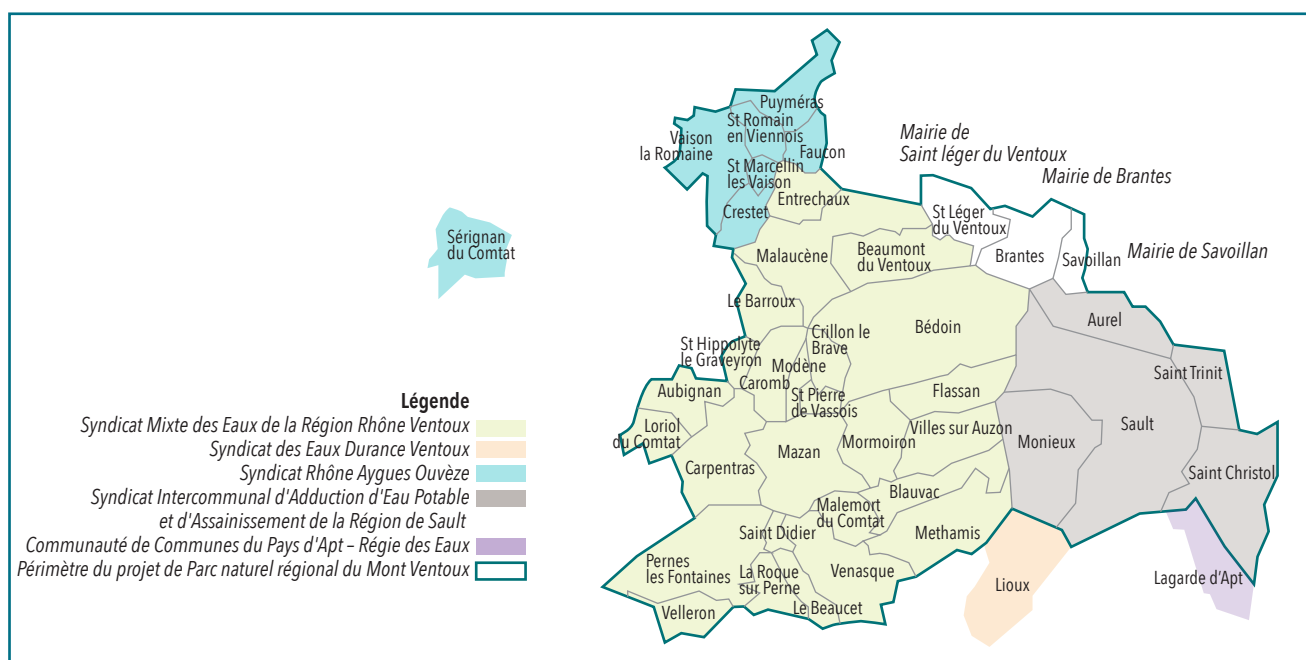 Puyméras
St Romain
en Viennois
Vaison
la Romaine
Faucon
St Marcellin
les Vaison
Crestet
Entrechaux
Mairie de
Saint léger du Ventoux
Mairie de Brantes
St Léger
du Ventoux
Brantes
Savoillan
Mairie de Savoillan
Sérignan
du Comtat
Malaucène
Beaumont
du Ventoux
Le Barroux
Aurel
Bédoin
Crillon le
Brave
St Hippolyte
le Graveyron
Modène
Caromb
Saint Trinit
Aubignan
St Pierre
de Vassois
Flassan
Sault
Loriol
du Comtat
Villes sur Auzon
Mormoiron
Monieux
Mazan
Carpentras
Saint Christol
Blauvac
Malemort
du Comtat
Saint Didier
Methamis
Pernes
les Fontaines
La Roque
sur Perne
Venasque
Lioux
Lagarde d'Apt
Velleron
Le Beaucet
Légende
Syndicat Mixte des Eaux de la Région Rhône Ventoux
Syndicat des Eaux Durance Ventoux
Syndicat Rhône Aygues Ouvèze
Syndicat Intercommunal d'Adduction d'Eau Potable
et d'Assainissement de la Région de Sault
Communauté de Communes du Pays d'Apt – Régie des Eaux
Périmètre du projet de Parc naturel régional du Mont Ventoux